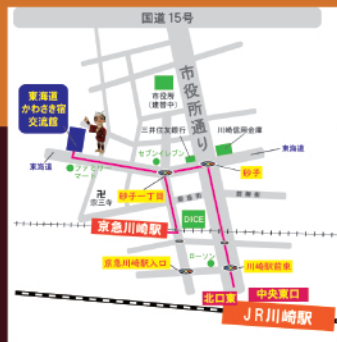 国道15号
東海道
かわさき宿
交流館
市役所
(建替中)
市役所通り
三井住友銀行
川崎信用金庫
セブンイレブン
東海道
東海道
ファミリー
マート
砂子
砂子一丁目
卍
宗三寺
DICE
京急川崎駅
京急川崎駅入口
ローソン
川崎駅前東
北口東
中央東口
JR川崎駅